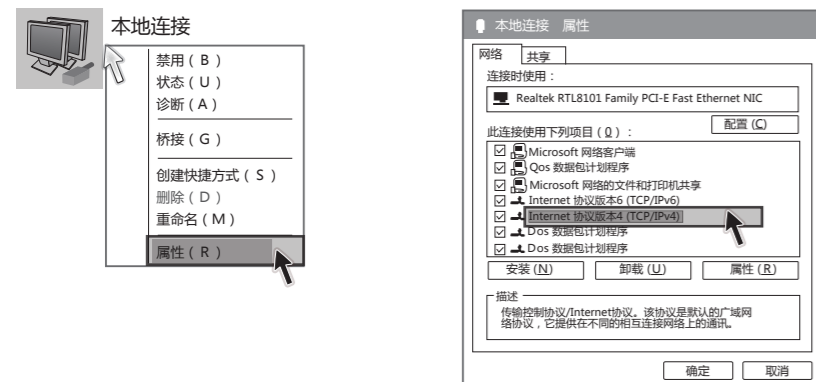 本地连接
禁用 ( B )
状态 ( U )
诊断 ( A )
桥接 ( G )
创建快捷方式 ( S )
删除 ( D )
重命名 ( M )
属性 ( R )
本地连接 属性
网络 共享
连接时使用：
Realtek RTL8101 Family PCI-E Fast Ethernet NIC
配置 (C)
此连接使用下列项目 ( Q ) ：
Microsoft 网络客户端
Qos 数据包计划程序
Microsoft 网络的文件和打印机共享
Internet 协议版本6 (TCP/IPv6)
Internet 协议版本4 (TCP/IPv4)
Dos 数据包计划程序
Dos 数据包计划程序
安装 (N) 卸载 (U) 属性 (R)
描述
传输控制协议/Internet协议。该协议是默认的广域网
络协议，它提供在不同的相互连接网络上的通讯。
确定 取消